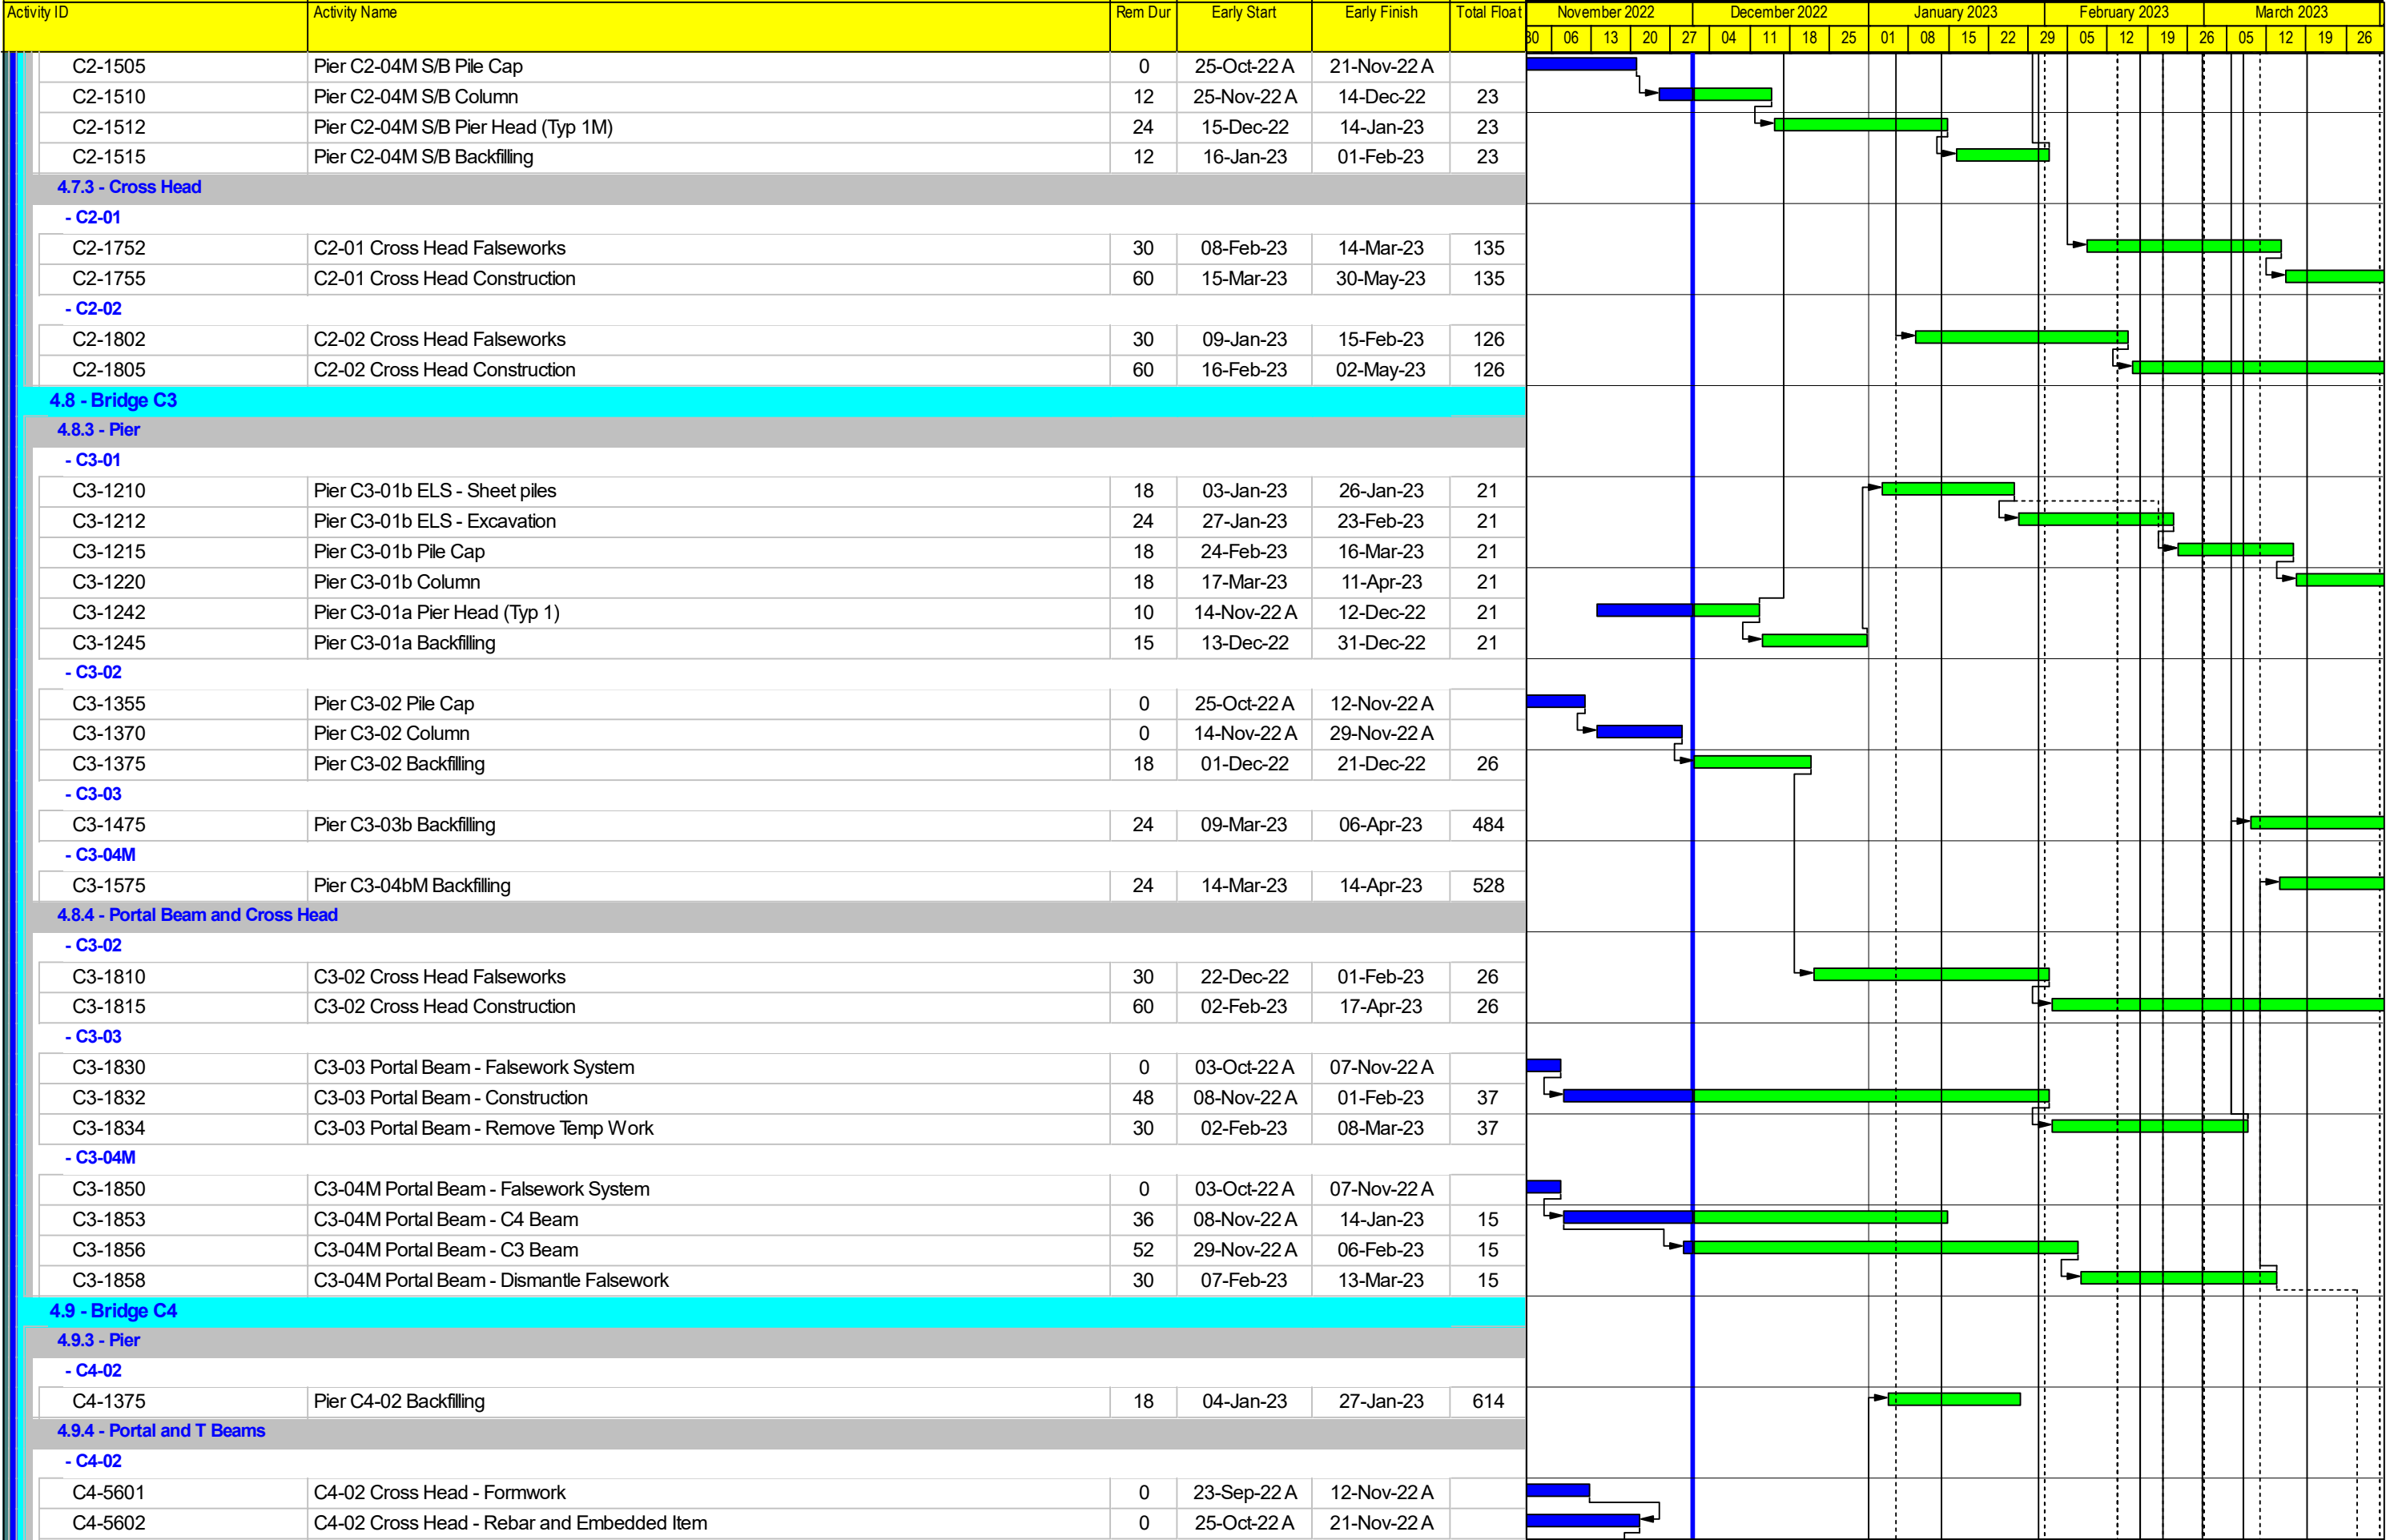 Activity ID Activity Name Rem Dur Early Start Early Finish Total Float November 2022 December 2022 January 2023 February 2023 March 2023
30 06 13 20 27 04 11 18 25 01 08 15 22 29 05 12 19 26 05 12 19 26
C2-1505 Pier C2-04M S/B Pile Cap 0 25-Oct-22 A 21-Nov-22 A
C2-1510 Pier C2-04M S/B Column 12 25-Nov-22 A 14-Dec-22 23
C2-1512 Pier C2-04M S/B Pier Head (Typ 1M) 24 15-Dec-22 14-Jan-23 23
C2-1515 Pier C2-04M S/B Backfilling 12 16-Jan-23 01-Feb-23 23
4.7.3 - Cross Head
- C2-01
C2-1752 C2-01 Cross Head Falseworks 30 08-Feb-23 14-Mar-23 135
C2-1755 C2-01 Cross Head Construction 60 15-Mar-23 30-May-23 135
- C2-02
C2-1802 C2-02 Cross Head Falseworks 30 09-Jan-23 15-Feb-23 126
C2-1805 C2-02 Cross Head Construction 60 16-Feb-23 02-May-23 126
4.8 - Bridge C3
4.8.3 - Pier
- C3-01
C3-1210 Pier C3-01b ELS - Sheet piles 18 03-Jan-23 26-Jan-23 21
C3-1212 Pier C3-01b ELS - Excavation 24 27-Jan-23 23-Feb-23 21
C3-1215 Pier C3-01b Pile Cap 18 24-Feb-23 16-Mar-23 21
C3-1220 Pier C3-01b Column 18 17-Mar-23 11-Apr-23 21
C3-1242 Pier C3-01a Pier Head (Typ 1) 10 14-Nov-22 A 12-Dec-22 21
C3-1245 Pier C3-01a Backfilling 15 13-Dec-22 31-Dec-22 21
- C3-02
C3-1355 Pier C3-02 Pile Cap 0 25-Oct-22 A 12-Nov-22 A
C3-1370 Pier C3-02 Column 0 14-Nov-22 A 29-Nov-22 A
C3-1375 Pier C3-02 Backfilling 18 01-Dec-22 21-Dec-22 26
- C3-03
C3-1475 Pier C3-03b Backfilling 24 09-Mar-23 06-Apr-23 484
- C3-04M
C3-1575 Pier C3-04bM Backfilling 24 14-Mar-23 14-Apr-23 528
4.8.4 - Portal Beam and Cross Head
- C3-02
C3-1810 C3-02 Cross Head Falseworks 30 22-Dec-22 01-Feb-23 26
C3-1815 C3-02 Cross Head Construction 60 02-Feb-23 17-Apr-23 26
- C3-03
C3-1830 C3-03 Portal Beam - Falsework System 0 03-Oct-22 A 07-Nov-22 A
C3-1832 C3-03 Portal Beam - Construction 48 08-Nov-22 A 01-Feb-23 37
C3-1834 C3-03 Portal Beam - Remove Temp Work 30 02-Feb-23 08-Mar-23 37
- C3-04M
C3-1850 C3-04M Portal Beam - Falsework System 0 03-Oct-22 A 07-Nov-22 A
C3-1853 C3-04M Portal Beam - C4 Beam 36 08-Nov-22 A 14-Jan-23 15
C3-1856 C3-04M Portal Beam - C3 Beam 52 29-Nov-22 A 06-Feb-23 15
C3-1858 C3-04M Portal Beam - Dismantle Falsework 30 07-Feb-23 13-Mar-23 15
4.9 - Bridge C4
4.9.3 - Pier
- C4-02
C4-1375 Pier C4-02 Backfilling 18 04-Jan-23 27-Jan-23 614
4.9.4 - Portal and T Beams
- C4-02
C4-5601 C4-02 Cross Head - Formwork 0 23-Sep-22 A 12-Nov-22 A
C4-5602 C4-02 Cross Head - Rebar and Embedded Item 0 25-Oct-22 A 21-Nov-22 A